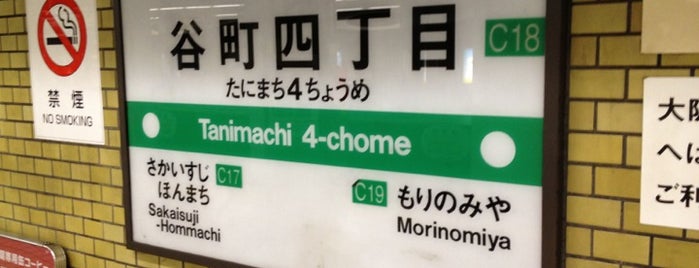 禁煙
NO SMOKING
谷町四丁目
C18
たにまち4ちょうめ
Tanimachi 4-chome
さかいすじ
ほんまち
C17
Sakaisuji
-Hommachi
C19
もりのみや
Morinomiya
大阪
へは
ご利